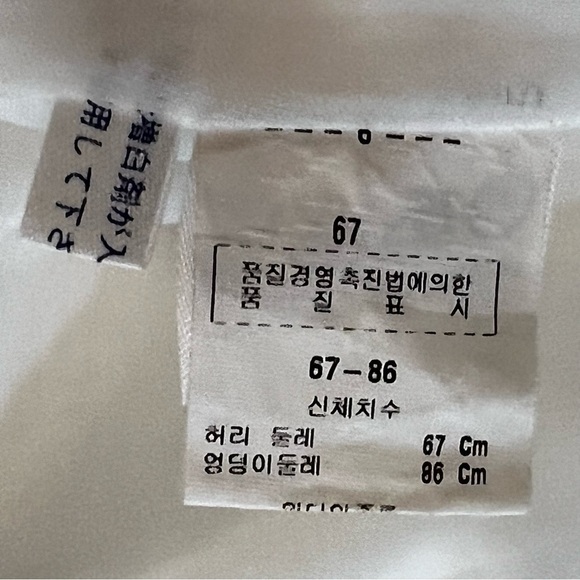 増白剤が入
用して下さ
67
품질경영촉진법에의한
품 질 표 시
67-86
신체치수
허리 둘레 67 Cm
엉덩이둘레 86 Cm